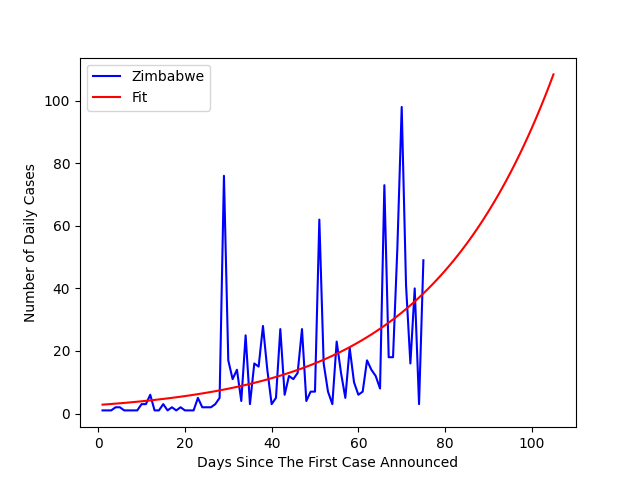 Zimbabwe
Fit
Number of Daily Cases
100
80
60
40
20
0
0 20 40 60 80 100
Days Since The First Case Announced